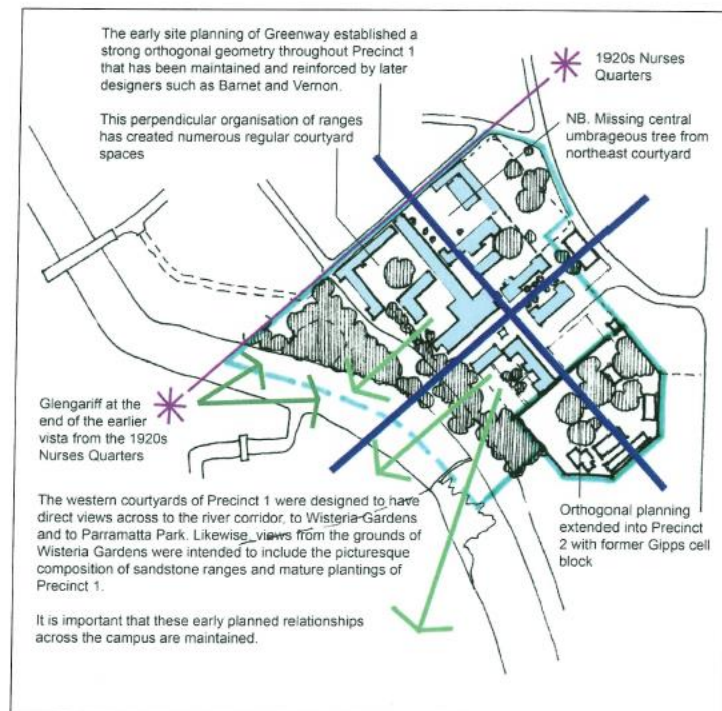 The early site planning of Greenway established a
strong orthogonal geometry throughout Precinct 1
that has been maintained and reinforced by later
designers such as Barnet and Vernon.
This perpendicular organisation of ranges
has created numerous regular courtyard
spaces
1920s Nurses
Quarters
NB. Missing central
umbrageous tree from
northeast courtyard
Glengariff at the
end of the earlier
vista from the 1920s
Nurses Quarters
The western courtyards of Precinct 1 were designed to have
direct views across to the river corridor, to Wisteria Gardens
and to Parramatta Park. Likewise, views from the grounds of
Wisteria Gardens were intended to include the picturesque
composition of sandstone ranges and mature plantings of
Precinct 1.
It is important that these early planned relationships
across the campus are maintained.
Orthogonal planning
extended into Precinct
2 with former Gipps cell
block